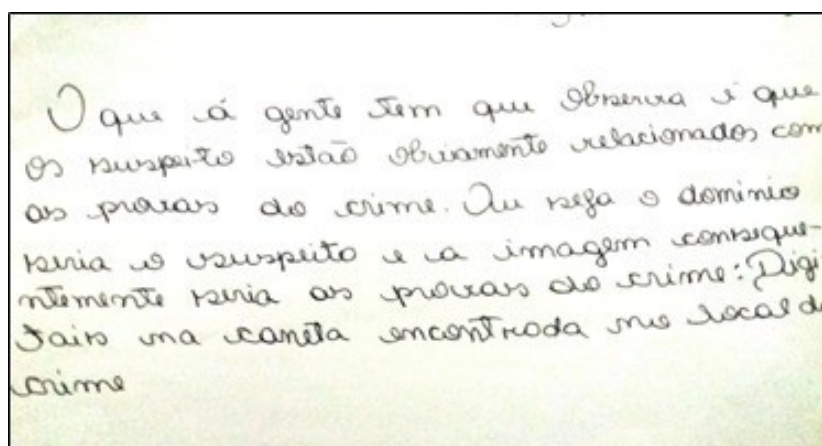 O que á gente tem que observa é que
os suspeito estão obviamente relacionados com
as provas do crime. Ou seja o dominio
seria o suspeito e a imagem conseque-
ntemente seria as provas do crime: Digi
tais na caneta encontrada no local do
crime